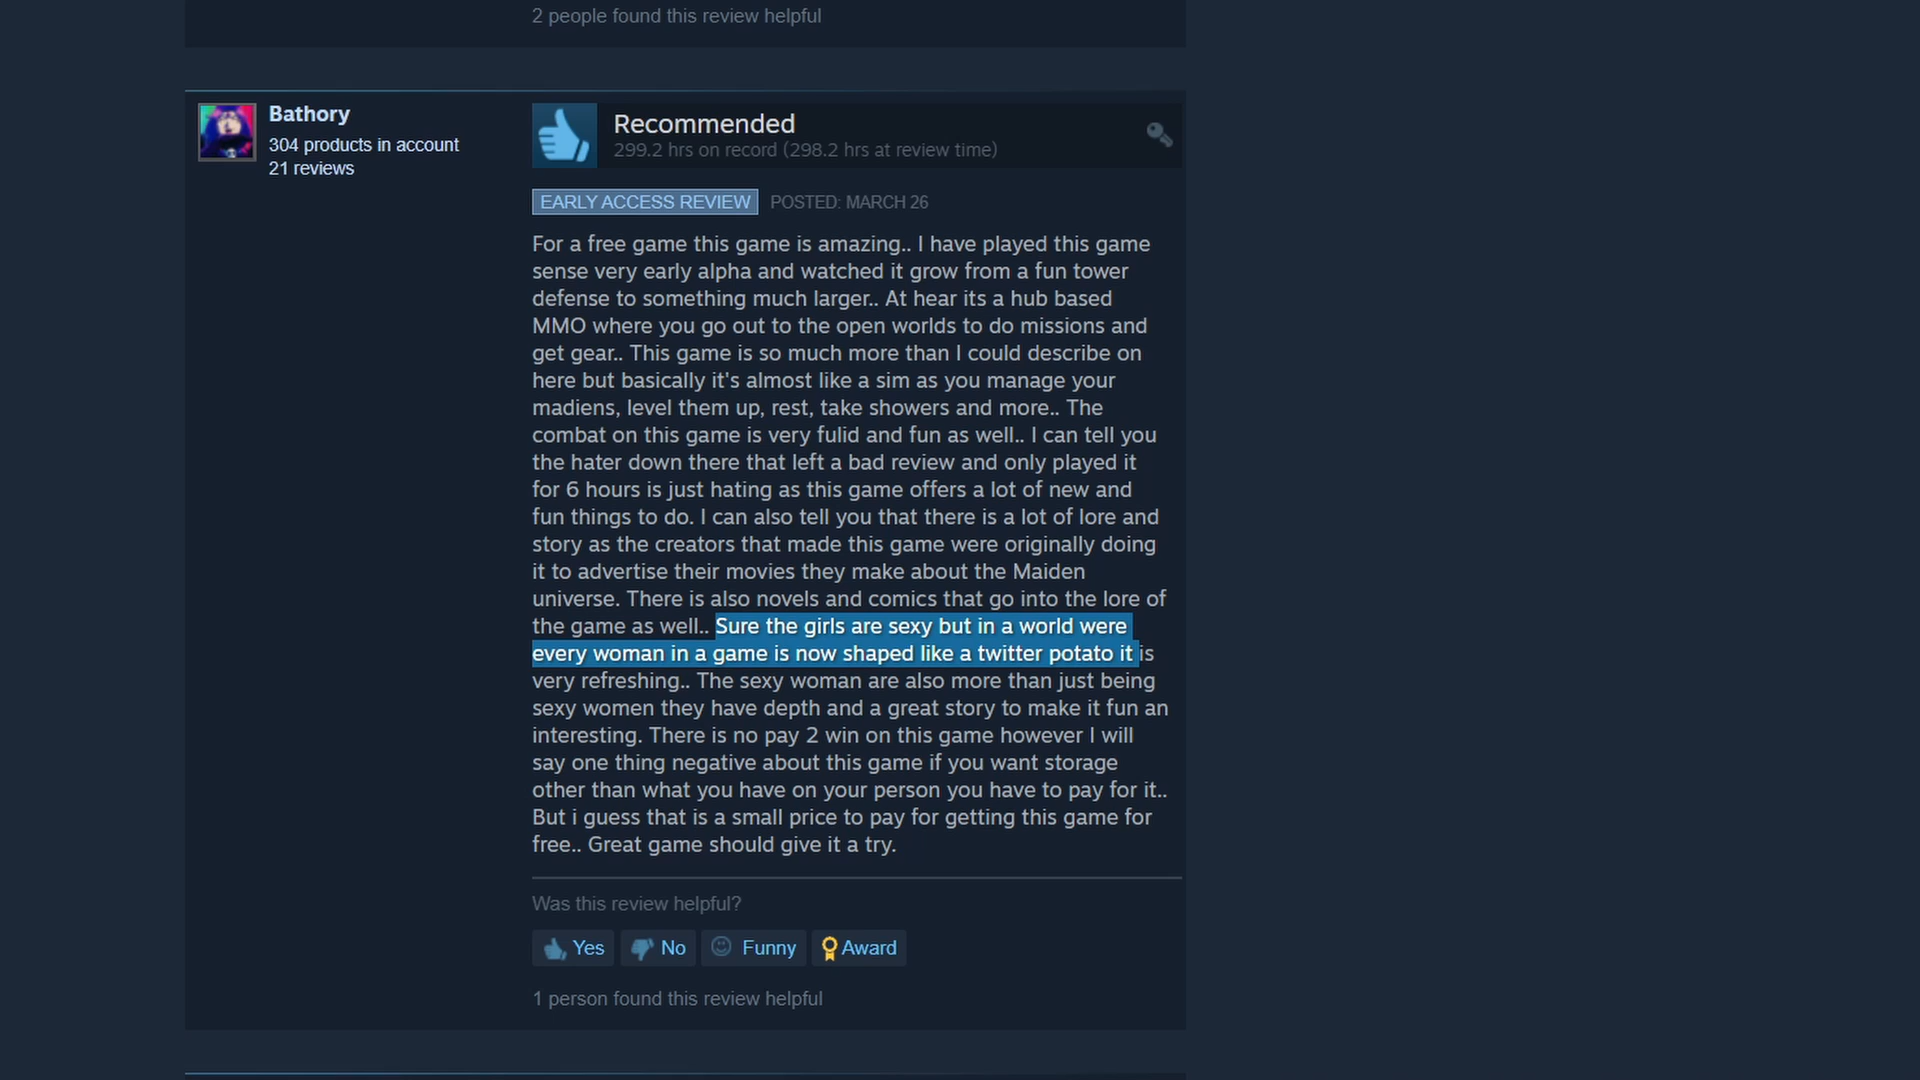 2 people found this review helpful
Bathory
304 products in account
21 reviews
Recommended
299.2 hrs on record (298.2 hrs at review time)
EARLY ACCESS REVIEW POSTED: MARCH 26
For a free game this game is amazing.. I have played this game
sense very early alpha and watched it grow from a fun tower
defense to something much larger.. At hear its a hub based
MMO where you go out to the open worlds to do missions and
get gear.. This game is so much more than I could describe on
here but basically it's almost like a sim as you manage your
madiens, level them up, rest, take showers and more.. The
combat on this game is very fulid and fun as well.. I can tell you
the hater down there that left a bad review and only played it
for 6 hours is just hating as this game offers a lot of new and
fun things to do. I can also tell you that there is a lot of lore and
story as the creators that made this game were originally doing
it to advertise their movies they make about the Maiden
universe. There is also novels and comics that go into the lore of
the game as well.. Sure the girls are sexy but in a world were
every woman in a game is now shaped like a twitter potato it is
very refreshing.. The sexy woman are also more than just being
sexy women they have depth and a great story to make it fun an
interesting. There is no pay 2 win on this game however I will
say one thing negative about this game if you want storage
other than what you have on your person you have to pay for it..
But i guess that is a small price to pay for getting this game for
free.. Great game should give it a try.
Was this review helpful?
Yes No Funny Award
1 person found this review helpful